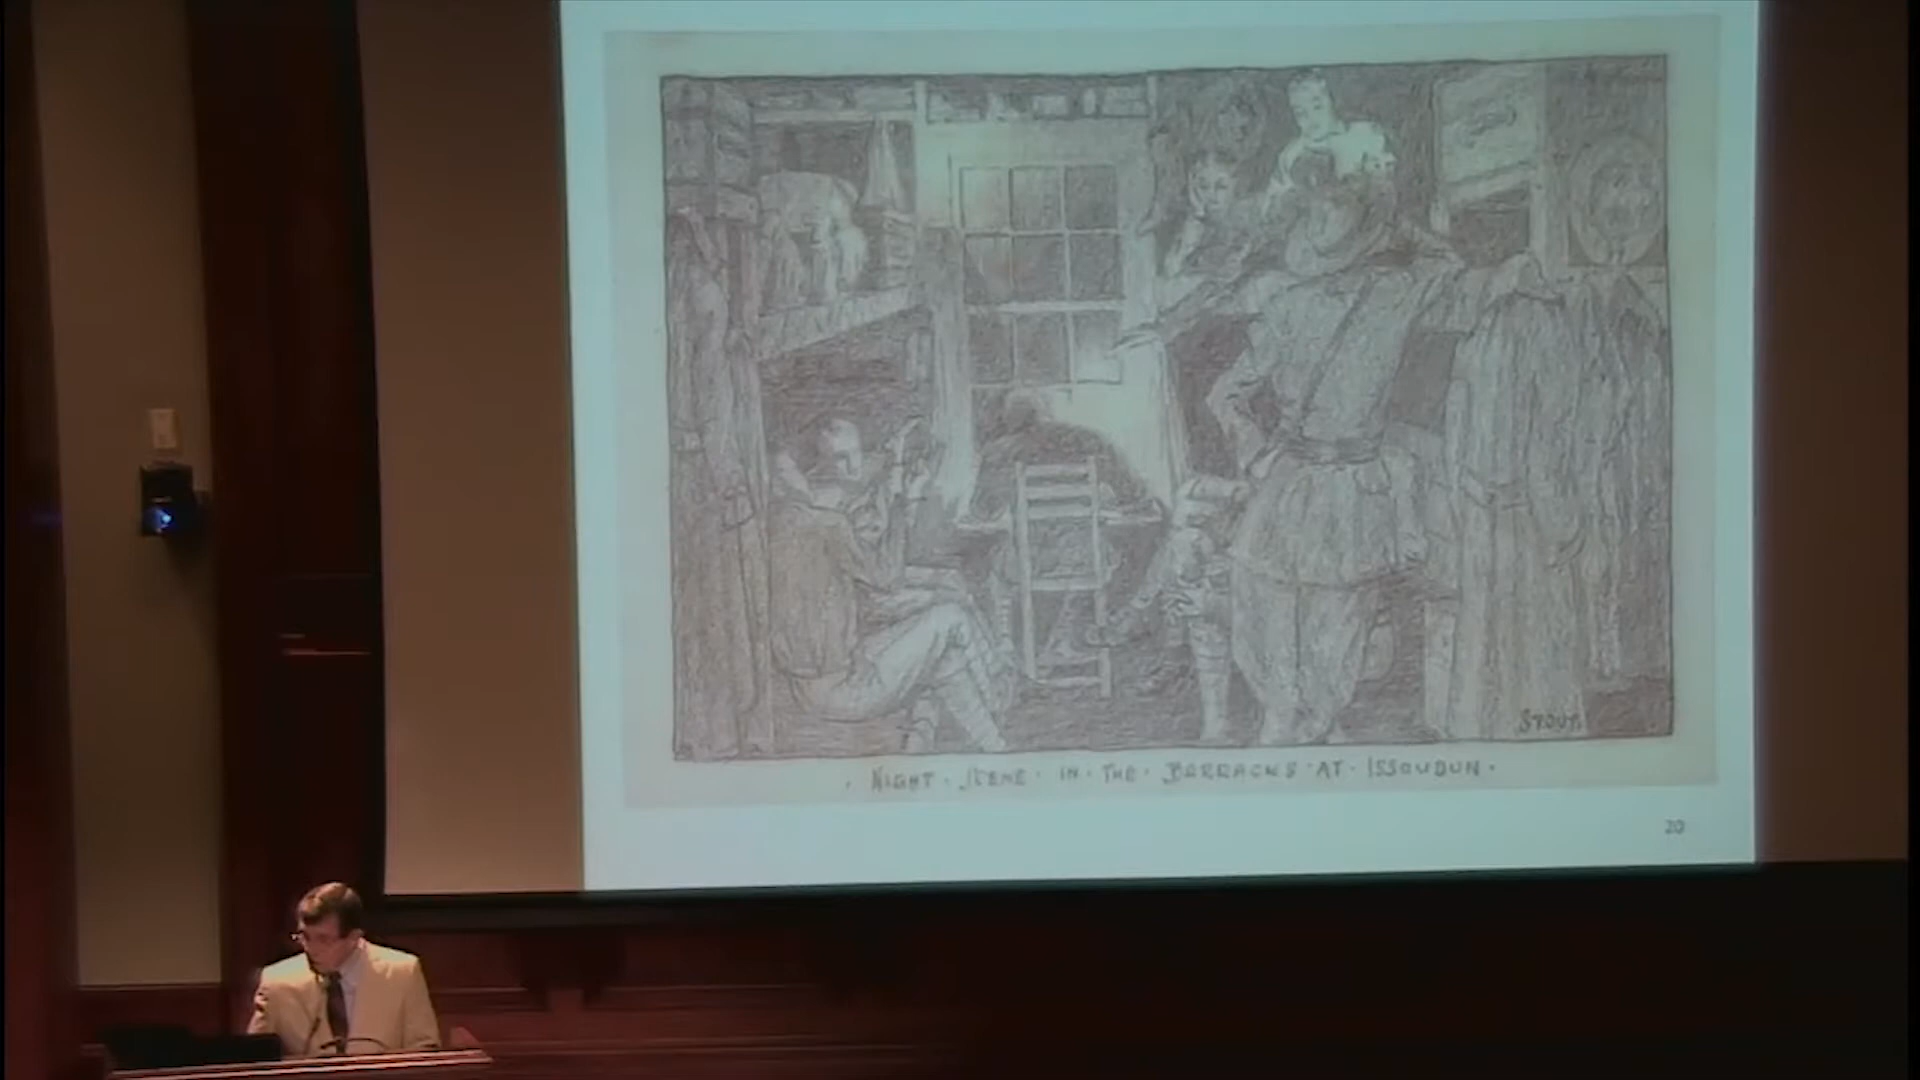 STOUT
· NIGHT · SCENE · IN · THE · BARRACKS · AT · ISSOUDUN ·
20